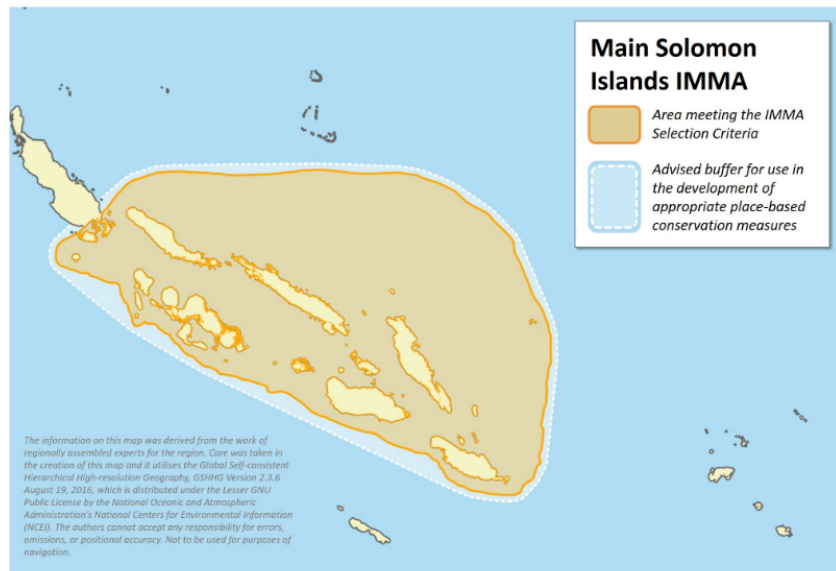 Main Solomon
Islands IMMA
Area meeting the IMMA
Selection Criteria
Advised buffer for use in
the development of
appropriate place-based
conservation measures
The information on this map was derived from the work of
regionally assembled experts for the region. Care was taken
in the creation of this map and it utilises the Global Self-consistent
Hierarchical High-resolution Geography, GSHHG Version 2.3.6
August 19, 2016, which is distributed under the Lesser GNU
Public License by the National Oceanic and Atmospheric
Administration's National Centers for Environmental Information
(NCEI). The authors cannot accept any responsibility for errors,
omissions, or positional accuracy. Not to be used for purposes of
navigation.